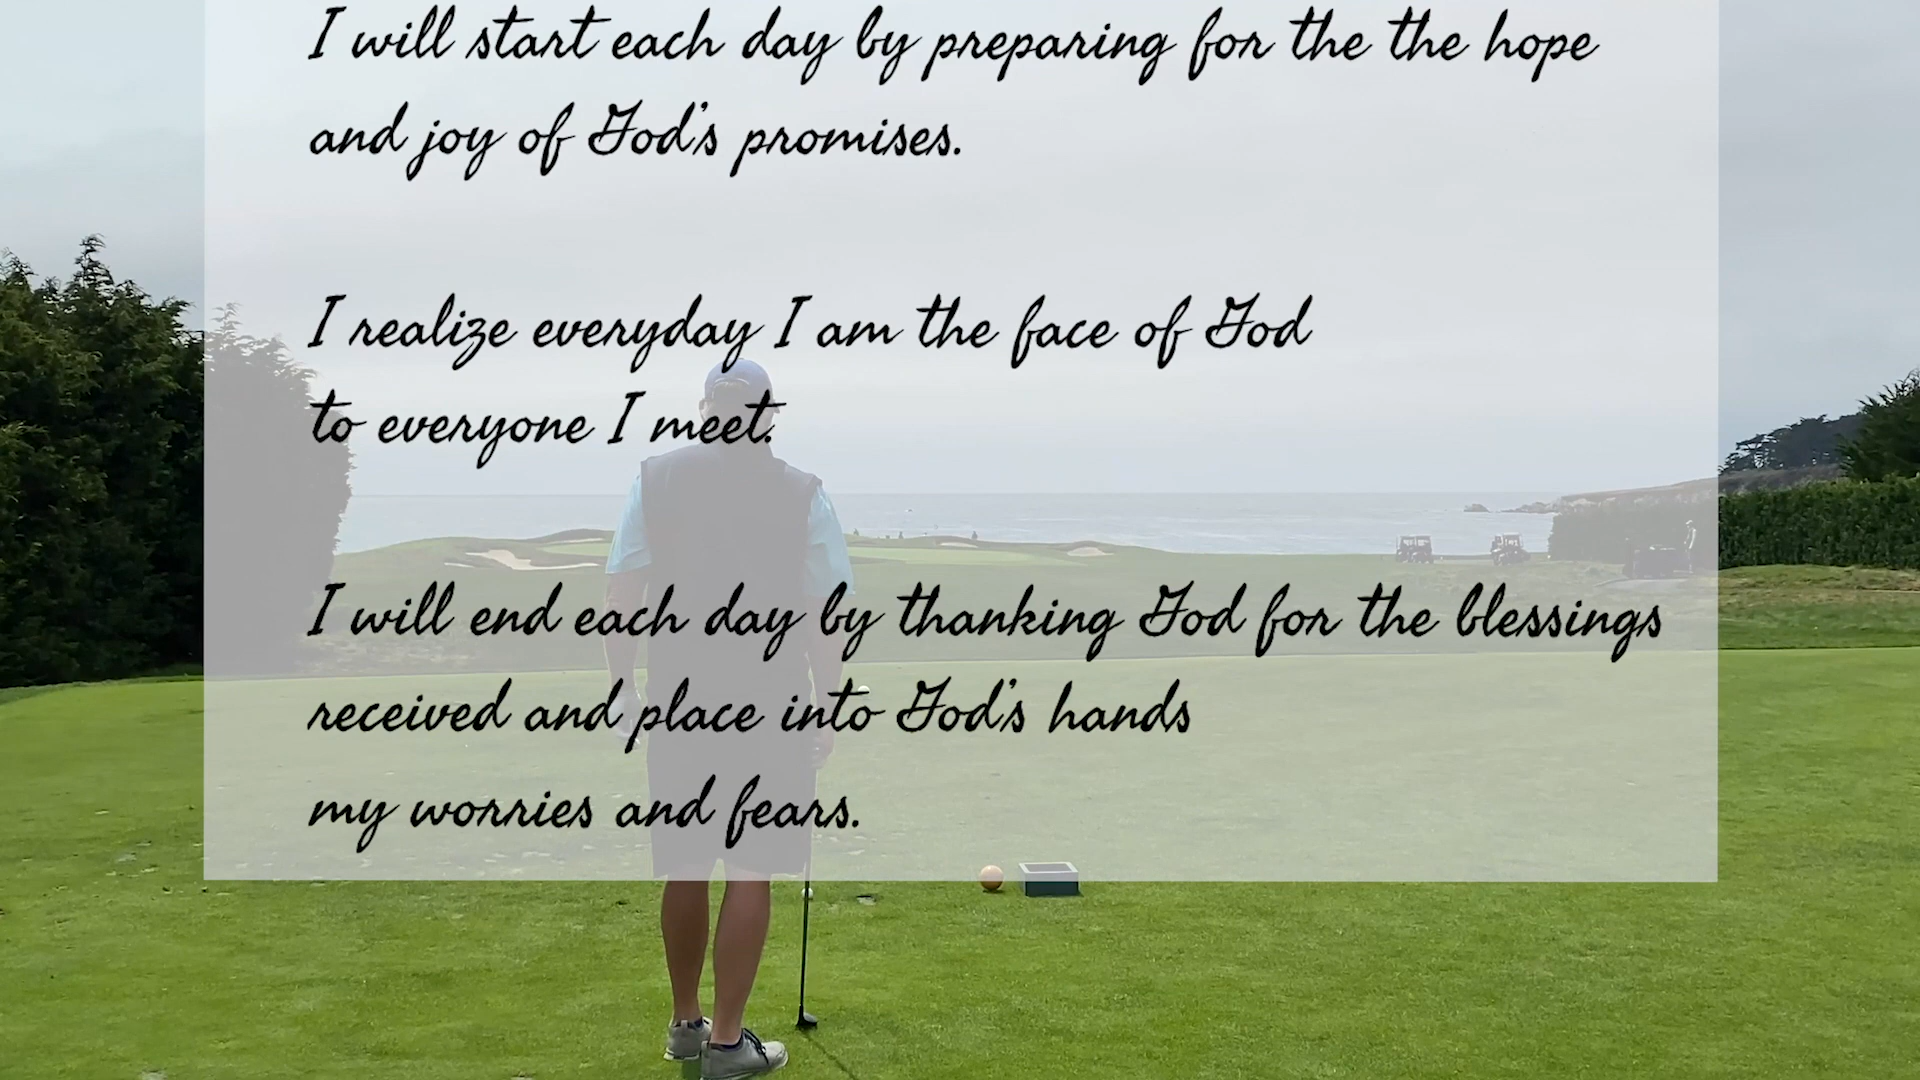 I will start each day by preparing for the the hope
and joy of God's promises.
I realize everyday I am the face of God
to everyone I meet.
I will end each day by thanking God for the blessings
received and place into God's hands
my worries and fears.